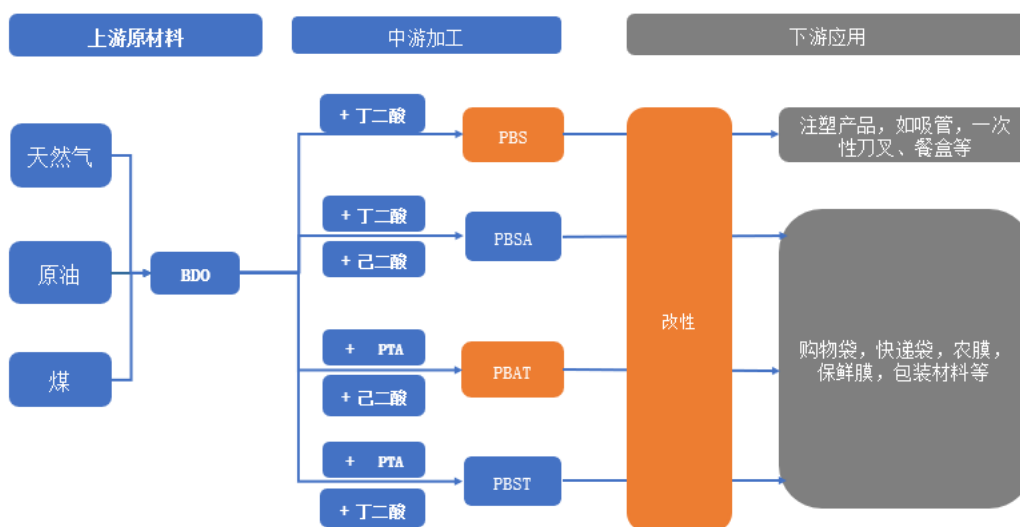 上游原材料
中游加工
下游应用
天然气
原油
煤
BDO
+ 丁二酸
PBS
+ 丁二酸
+ 己二酸
PBSA
+ PTA
+ 己二酸
PBAT
+ PTA
+ 丁二酸
PBST
改性
注塑产品，如吸管，一次
性刀叉、餐盒等
购物袋，快递袋，农膜，
保鲜膜，包装材料等